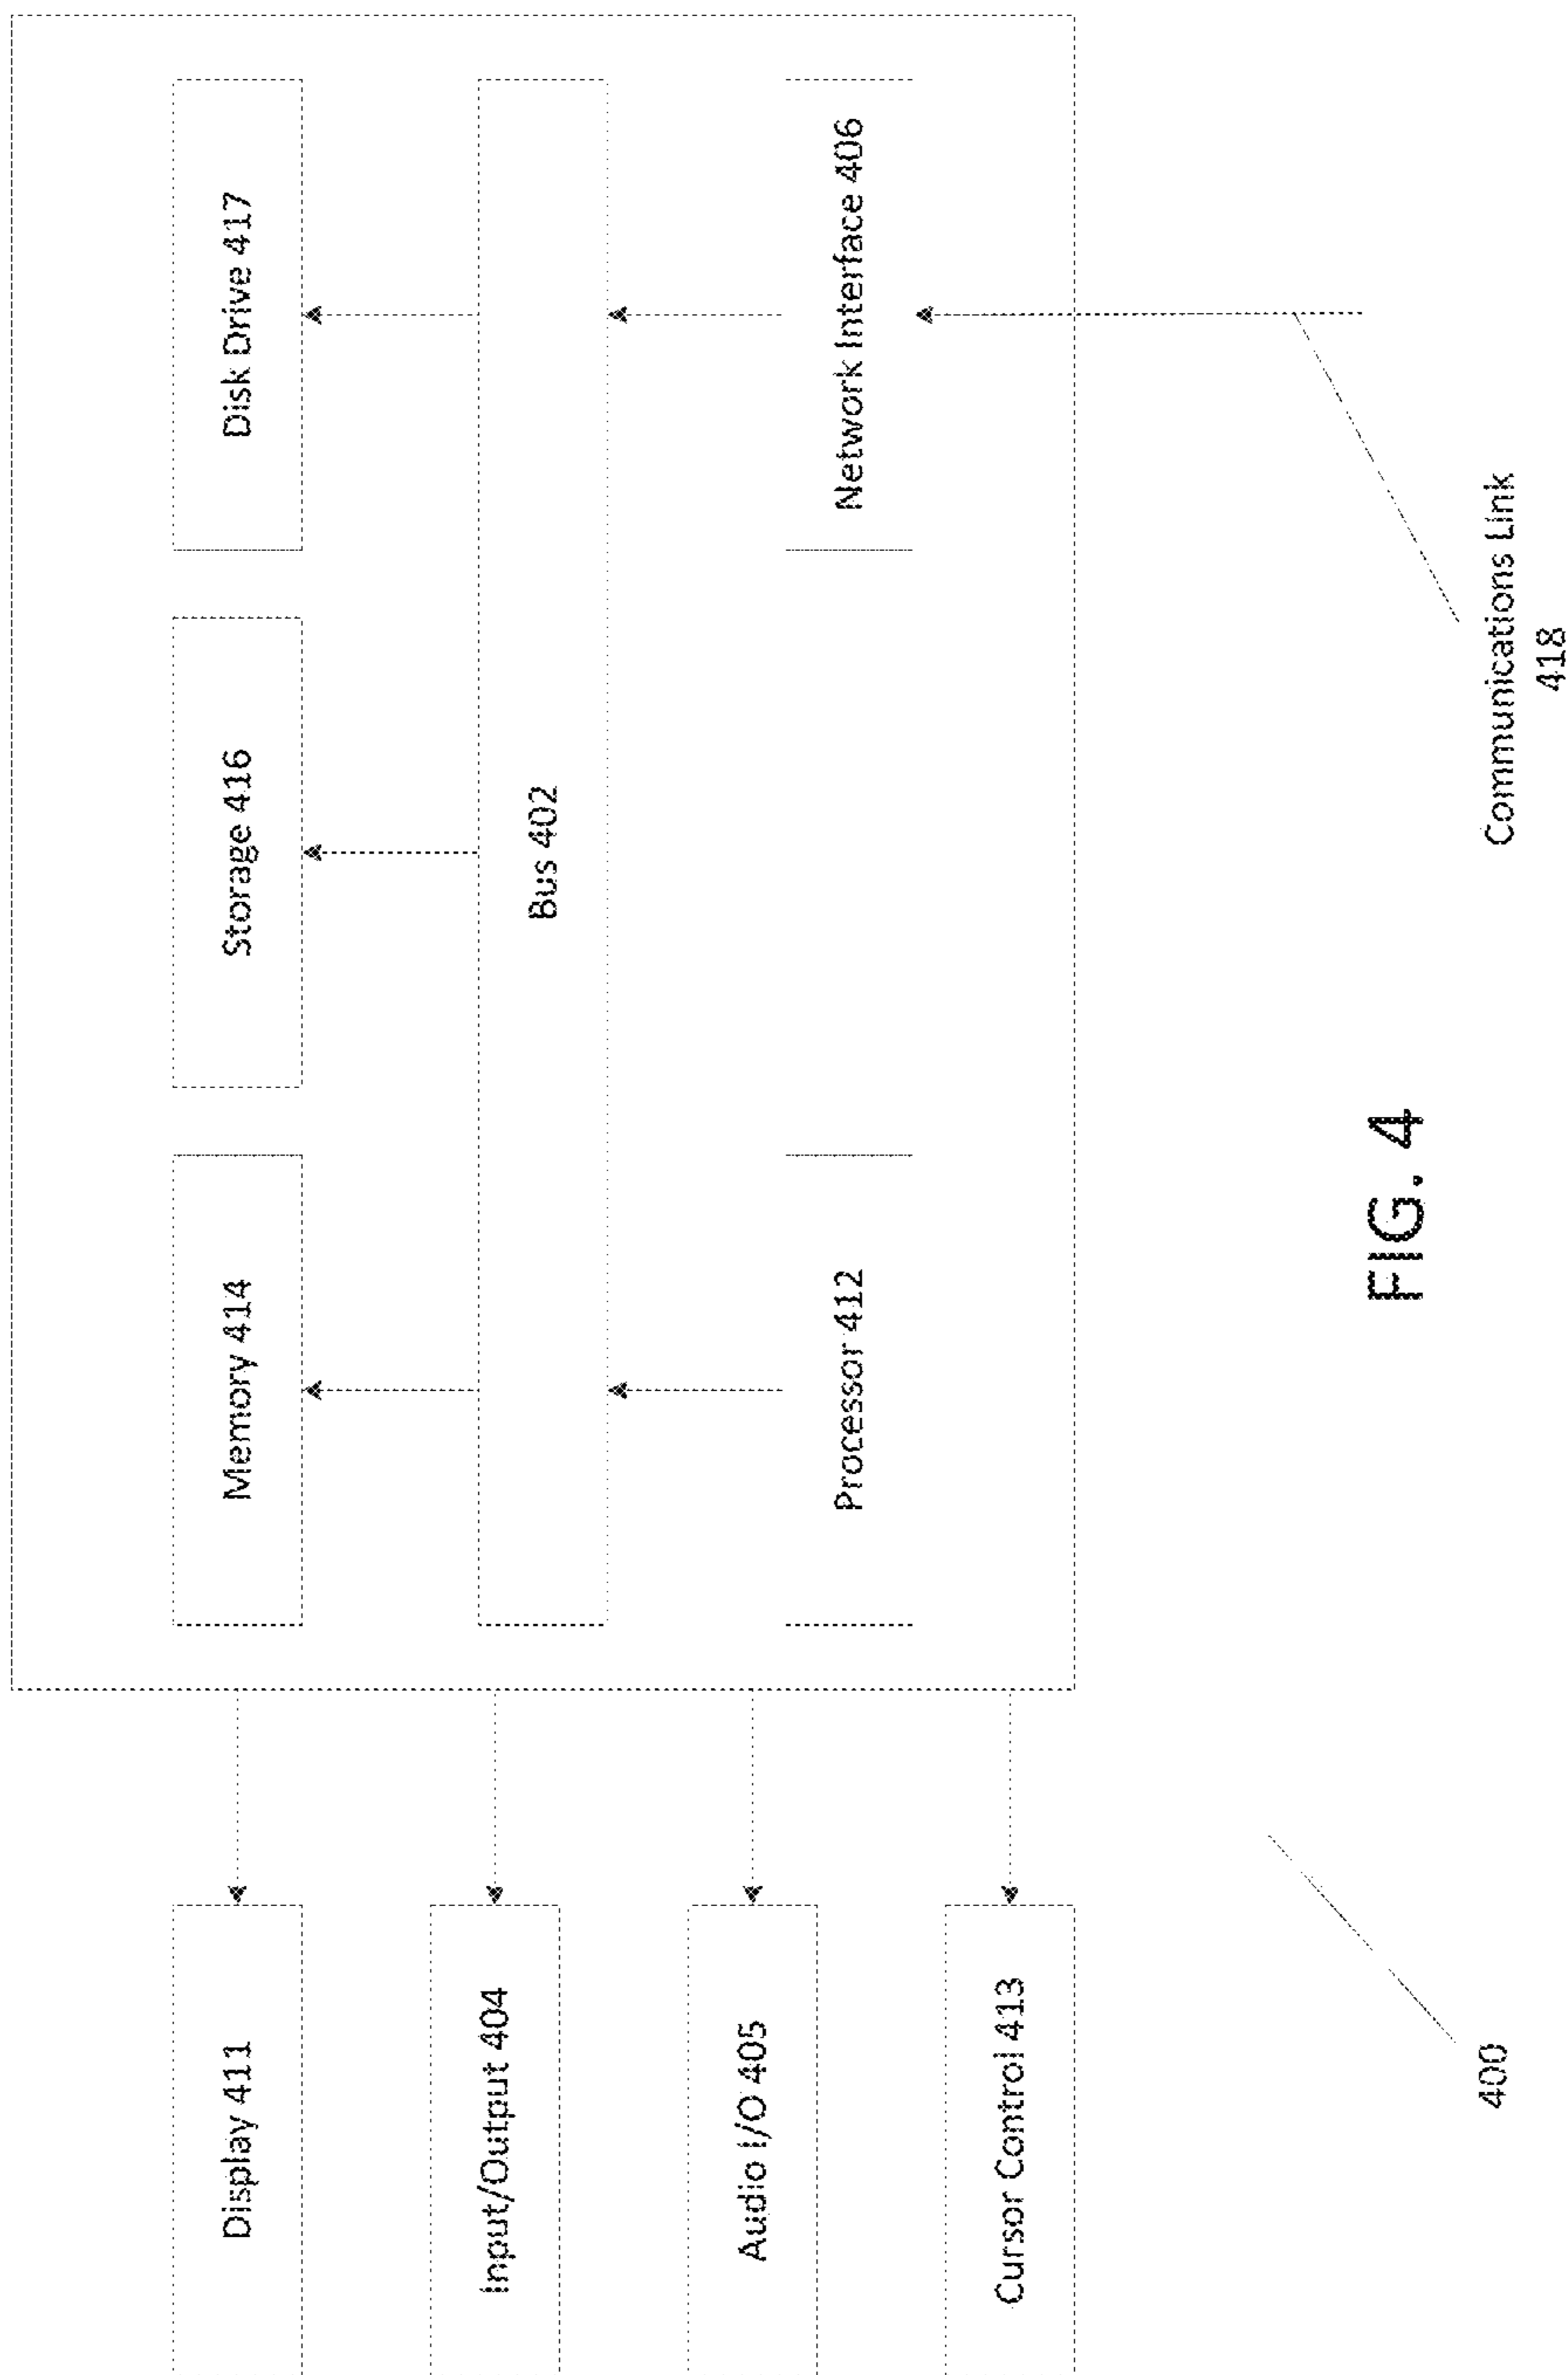 Display 411
Input/Output 404
Audio I/O 405
Cursor Control 413
Memory 414
Storage 416
Disk Drive 417
Bus 402
Processor 412
Network Interface 406
Communications Link
418
400
FIG. 4